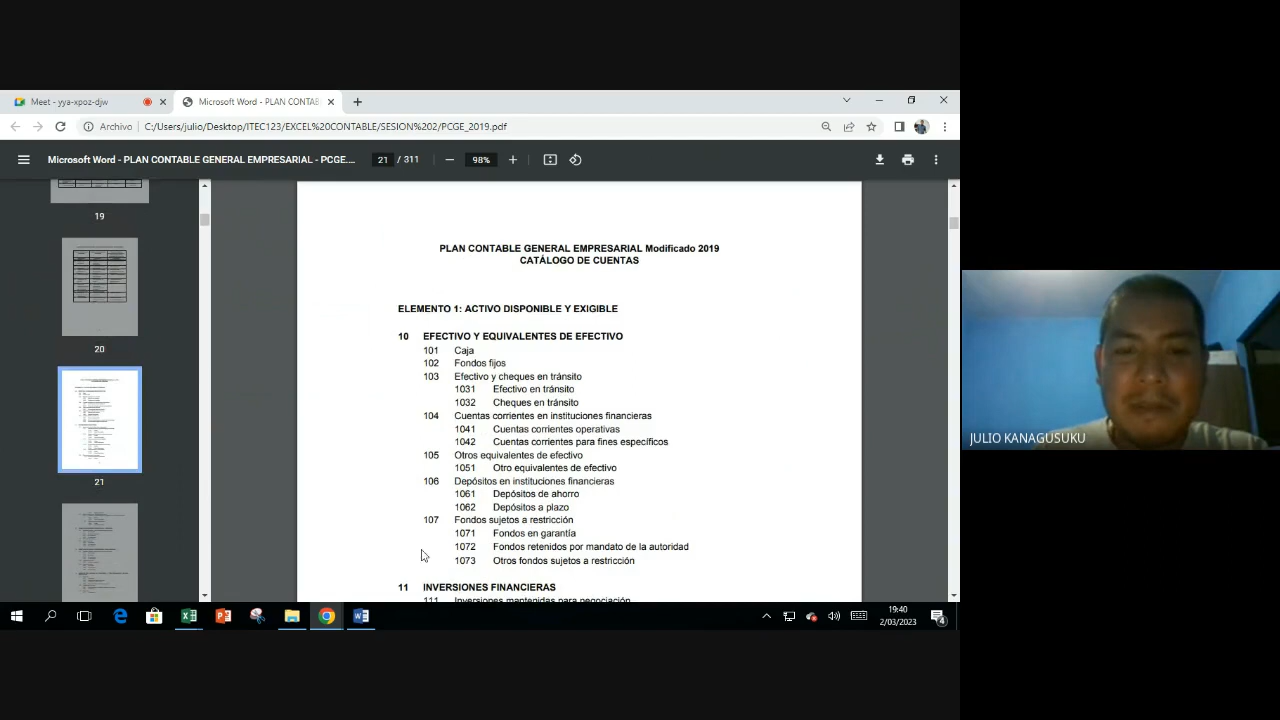 Meet - yya-xpoz-djw
Microsoft Word - PLAN CONTAB
Archivo
C:/Users/julio/Desktop/ITEC123/EXCEL%20CONTABLE/SESION%202/PCGE_2019.pdf
Microsoft Word - PLAN CONTABLE GENERAL EMPRESARIAL - PCGE....
21 / 311
98%
19
20
21
PLAN CONTABLE GENERAL EMPRESARIAL Modificado 2019
CATÁLOGO DE CUENTAS
ELEMENTO 1: ACTIVO DISPONIBLE Y EXIGIBLE
10 EFECTIVO Y EQUIVALENTES DE EFECTIVO
101 Caja
102 Fondos fijos
103 Efectivo y cheques en tránsito
1031 Efectivo en tránsito
1032 Cheques en tránsito
104 Cuentas corrientes en instituciones financieras
1041 Cuentas corrientes operativas
1042 Cuentas corrientes para fines específicos
105 Otros equivalentes de efectivo
1051 Otro equivalentes de efectivo
106 Depósitos en instituciones financieras
1061 Depósitos de ahorro
1062 Depósitos a plazo
107 Fondos sujetos a restricción
1071 Fondos en garantía
1072 Fondos retenidos por mandato de la autoridad
1073 Otros fondos sujetos a restricción
11 INVERSIONES FINANCIERAS
111 Inversiones mantenidas para negociación
JULIO KANAGUSUKU
19:40
2/03/2023
4